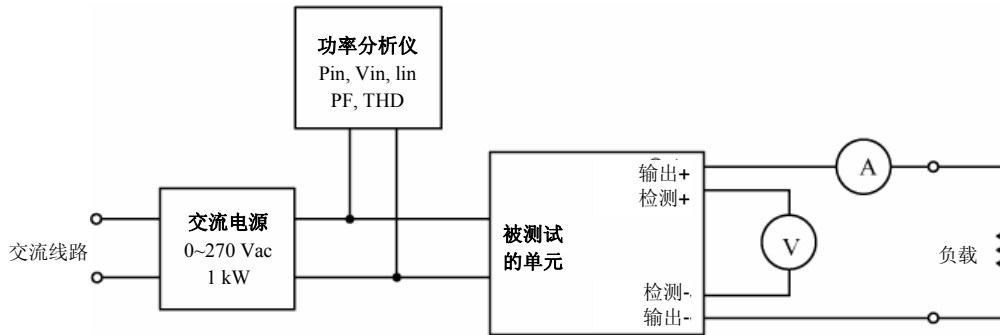 功率分析仪
Pin, Vin, lin
PF, THD
交流线路
交流电源
0~270 Vac
1 kW
被测试
的单元
输出+
检测+
检测-
输出-
A
V
负载